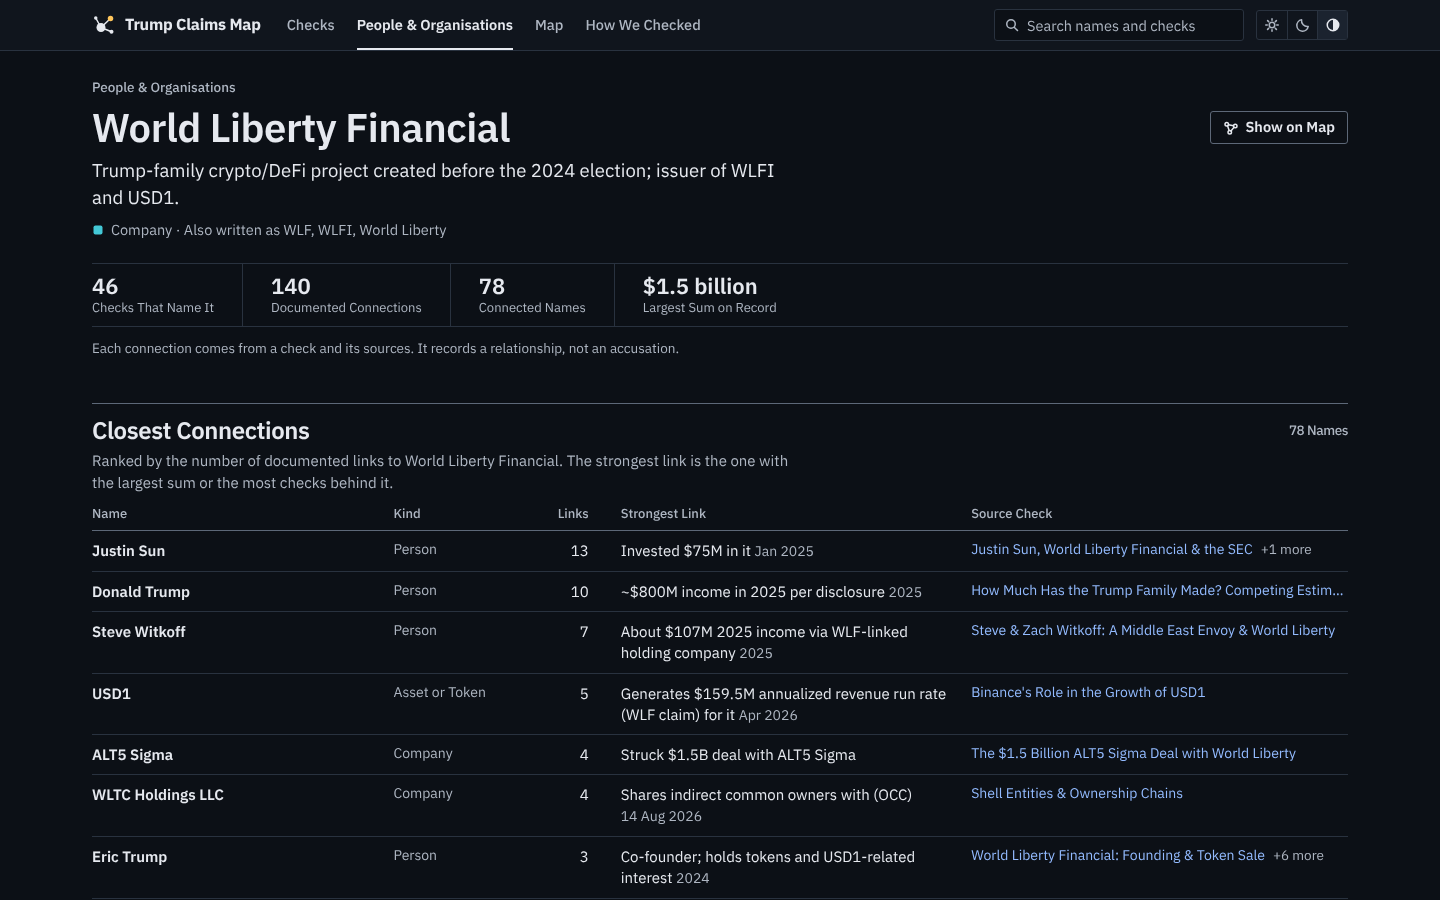 Trump Claims Map
Checks
People & Organisations
Map
How We Checked
Search names and checks
People & Organisations
World Liberty Financial
Show on Map
Trump-family crypto/DeFi project created before the 2024 election; issuer of WLFI
and USD1.
Company · Also written as WLF, WLFI, World Liberty
46
Checks That Name It
140
Documented Connections
78
Connected Names
$1.5 billion
Largest Sum on Record
Each connection comes from a check and its sources. It records a relationship, not an accusation.
Closest Connections
78 Names
Ranked by the number of documented links to World Liberty Financial. The strongest link is the one with
the largest sum or the most checks behind it.
Name Kind Links Strongest Link Source Check
Justin Sun Person 13 Invested $75M in it Jan 2025 Justin Sun, World Liberty Financial & the SEC +1 more
Donald Trump Person 10 ~$800M income in 2025 per disclosure 2025 How Much Has the Trump Family Made? Competing Estim...
Steve Witkoff Person 7 About $107M 2025 income via WLF-linked
holding company 2025
Steve & Zach Witkoff: A Middle East Envoy & World Liberty
USD1 Asset or Token 5 Generates $159.5M annualized revenue run rate
(WLF claim) for it Apr 2026
Binance's Role in the Growth of USD1
ALT5 Sigma Company 4 Struck $1.5B deal with ALT5 Sigma The $1.5 Billion ALT5 Sigma Deal with World Liberty
WLTC Holdings LLC Company 4 Shares indirect common owners with (OCC)
14 Aug 2026
Shell Entities & Ownership Chains
Eric Trump Person 3 Co-founder; holds tokens and USD1-related
interest 2024
World Liberty Financial: Founding & Token Sale +6 more